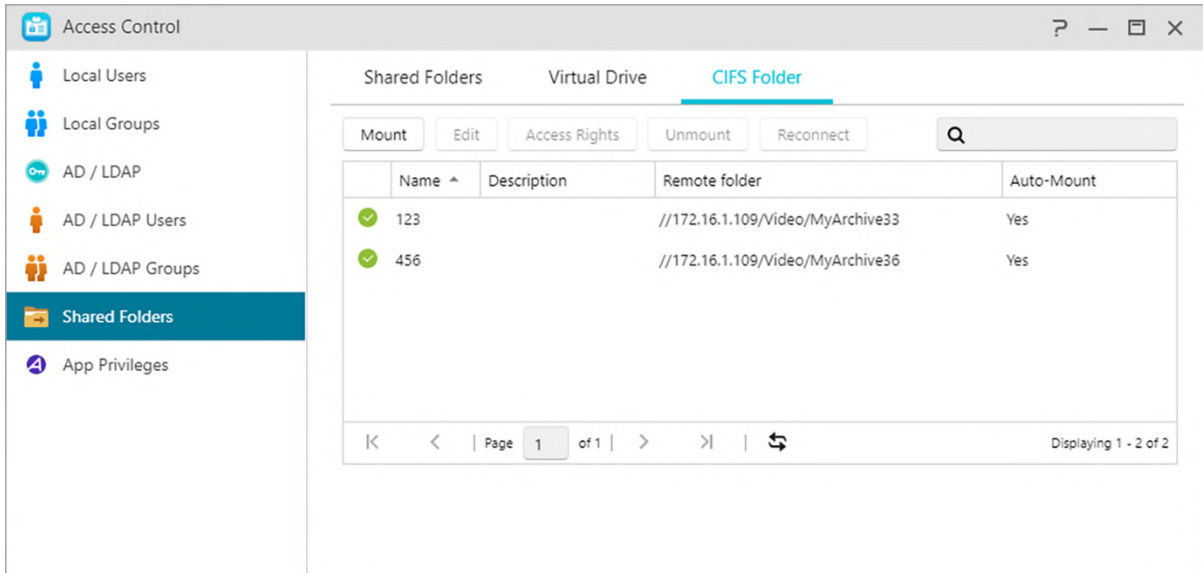 Access Control
Local Users
Local Groups
AD / LDAP
AD / LDAP Users
AD / LDAP Groups
Shared Folders
App Privileges
Shared Folders Virtual Drive CIFS Folder
Mount Edit Access Rights Unmount Reconnect
Name Description Remote folder Auto-Mount
123 //172.16.1.109/Video/MyArchive33 Yes
456 //172.16.1.109/Video/MyArchive36 Yes
Page 1 of 1 Displaying 1 - 2 of 2